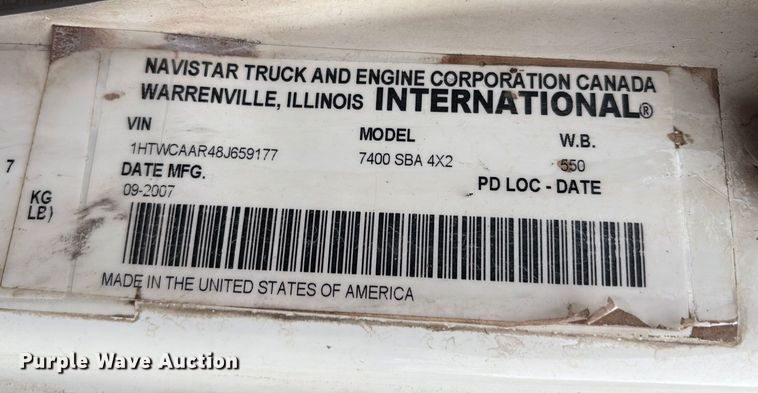 NAVISTAR TRUCK AND ENGINE CORPORATION CANADA
WARRENVILLE, ILLINOIS INTERNATIONAL®
VIN MODEL W.B.
1HTWCAAR48J659177 7400 SBA 4X2 550
DATE MFG. PD LOC - DATE
09-2007
7
KG
LB)
MADE IN THE UNITED STATES OF AMERICA
Purple Wave Auction